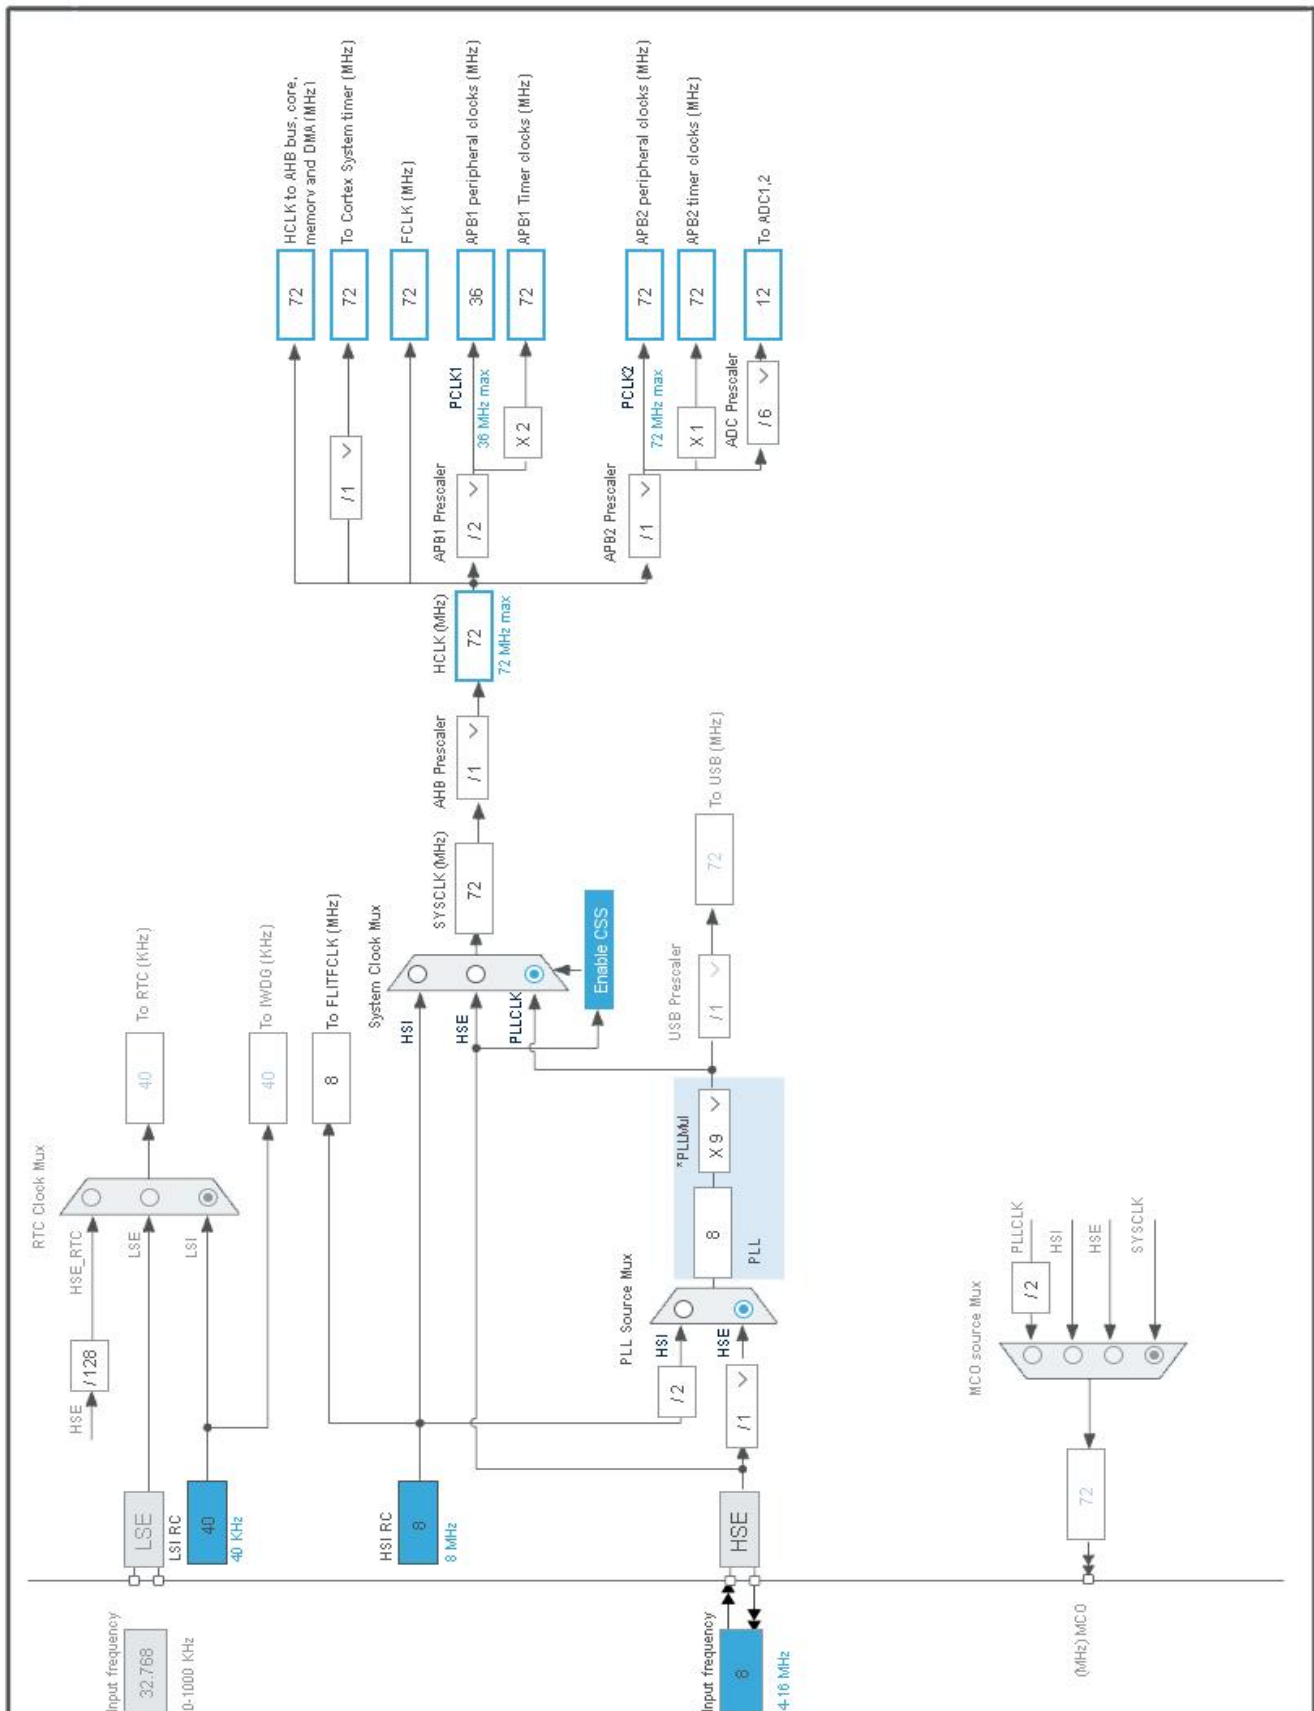 Input frequency
32.768
0-1000 KHz
LSE
LSI RC
40
40 KHz
HSE
/ 128
HSE_RTC
LSE
LSI
RTC Clock Mux
40
To RTC (KHz)
40
To IWDG (KHz)
8
To FLITFCLK (MHz)
HSI RC
8
8 MHz
HSI
HSE
PLLCLK
System Clock Mux
Enable CSS
SYSCLK (MHz)
72
AHB Prescaler
/ 1
HCLK (MHz)
72
72 MHz max
/ 1
72
HCLK to AHB bus, core,
memory and DMA (MHz)
72
To Cortex System timer (MHz)
72
FCLK (MHz)
APB1 Prescaler
/ 2
PCLK1
36 MHz max
36
APB1 peripheral clocks (MHz)
X 2
72
APB1 Timer clocks (MHz)
APB2 Prescaler
/ 1
PCLK2
72 MHz max
72
APB2 peripheral clocks (MHz)
X 1
72
APB2 timer clocks (MHz)
ADC Prescaler
/ 6
12
To ADC1,2
Input frequency
8
4-16 MHz
HSE
/ 2
/ 1
HSI
HSE
PLL Source Mux
8
PLL
*PLLMul
X 9
USB Prescaler
/ 1
72
To USB (MHz)
(MHz) MCO
72
MCO source Mux
/ 2
PLLCLK
HSI
HSE
SYSCLK